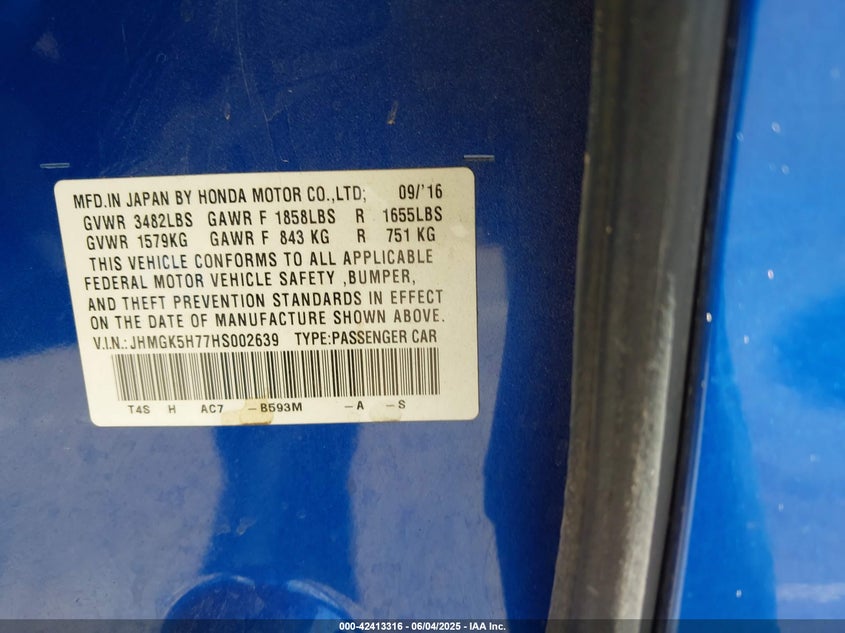 MFD.IN JAPAN BY HONDA MOTOR CO.,LTD; 09/'16
GVWR 3482LBS GAWR F 1858LBS R 1655LBS
GVWR 1579KG GAWR F 843 KG R 751 KG
THIS VEHICLE CONFORMS TO ALL APPLICABLE
FEDERAL MOTOR VEHICLE SAFETY ,BUMPER,
AND THEFT PREVENTION STANDARDS IN EFFECT
ON THE DATE OF MANUFACTURE SHOWN ABOVE.
V.I.N.:JHMGK5H77HS002639 TYPE:PASSENGER CAR
T4S H AC7 -B593M -A -S
000-42413316 - 06/04/2025 - IAA Inc.